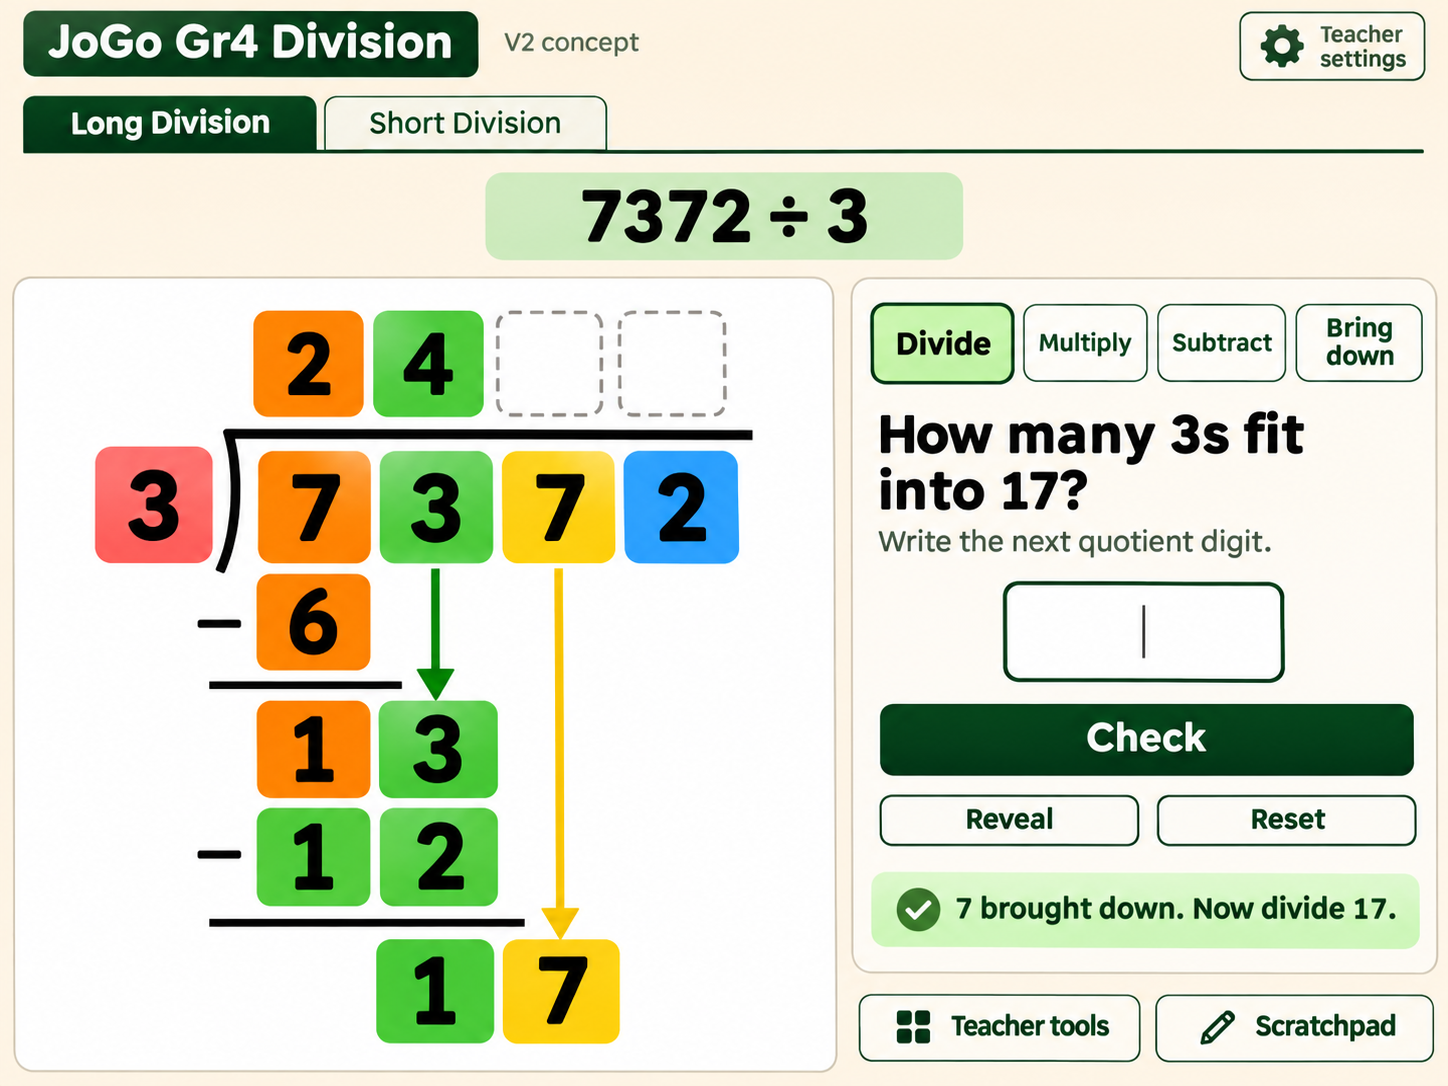 JoGo Gr4 Division
V2 concept
Teacher
settings
Long Division
Short Division
7372 ÷ 3
2 4
3 7 3 7 2
− 6
1 3
− 1 2
1 7
Divide
Multiply
Subtract
Bring
down
How many 3s fit
into 17?
Write the next quotient digit.
Check
Reveal
Reset
7 brought down. Now divide 17.
Teacher tools
Scratchpad